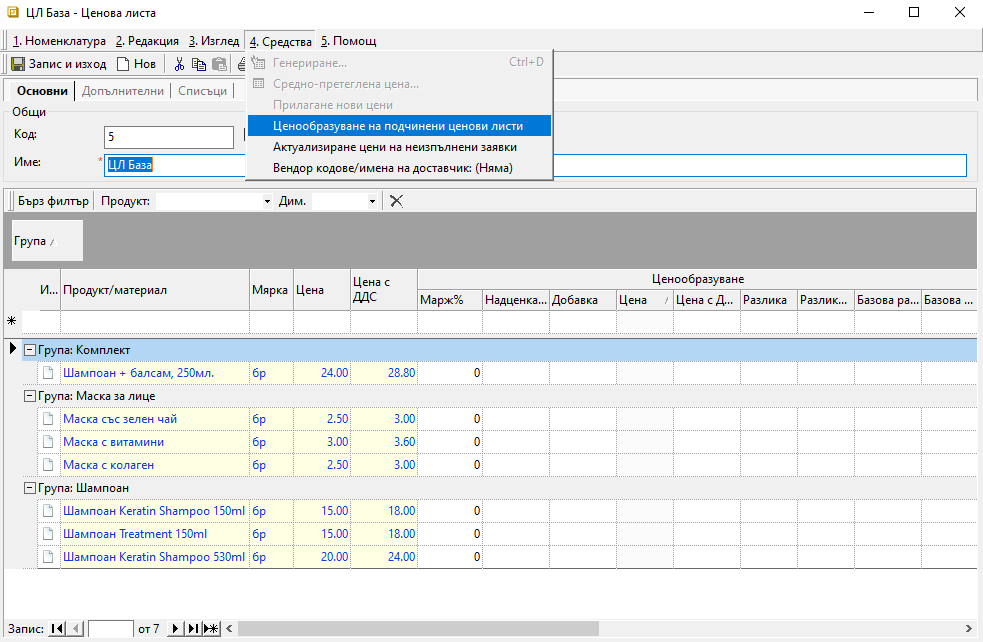 ЦЛ База - Ценова листа
1. Номенклатура 2. Редакция 3. Изглед 4. Средства 5. Помощ
Запис и изход Нов
Генериране... Ctrl+D
Средно-претеглена цена...
Прилагане нови цени
Ценообразуване на подчинени ценови листи
Актуализиране цени на неизпълнени заявки
Вендор кодове/имена на доставчик: (Няма)
Основни Допълнителни Списъци
Общи
Код: 5
Име: * ЦЛ База
Бърз филтър Продукт: Дим.
Група
И... Продукт/материал Мярка Цена Цена с ДДС Ценообразуване
Марж% Надценка... Добавка Цена Цена с Д... Разлика Разлик... Базова ра... Базова ...
Група: Комплект
Шампоан + балсам, 250мл. бр 24.00 28.80 0
Група: Маска за лице
Маска със зелен чай бр 2.50 3.00 0
Маска с витамини бр 3.00 3.60 0
Маска с колаген бр 2.50 3.00 0
Група: Шампоан
Шампоан Keratin Shampoo 150ml бр 15.00 18.00 0
Шампоан Treatment 150ml бр 15.00 18.00 0
Шампоан Keratin Shampoo 530ml бр 20.00 24.00 0
Запис: от 7